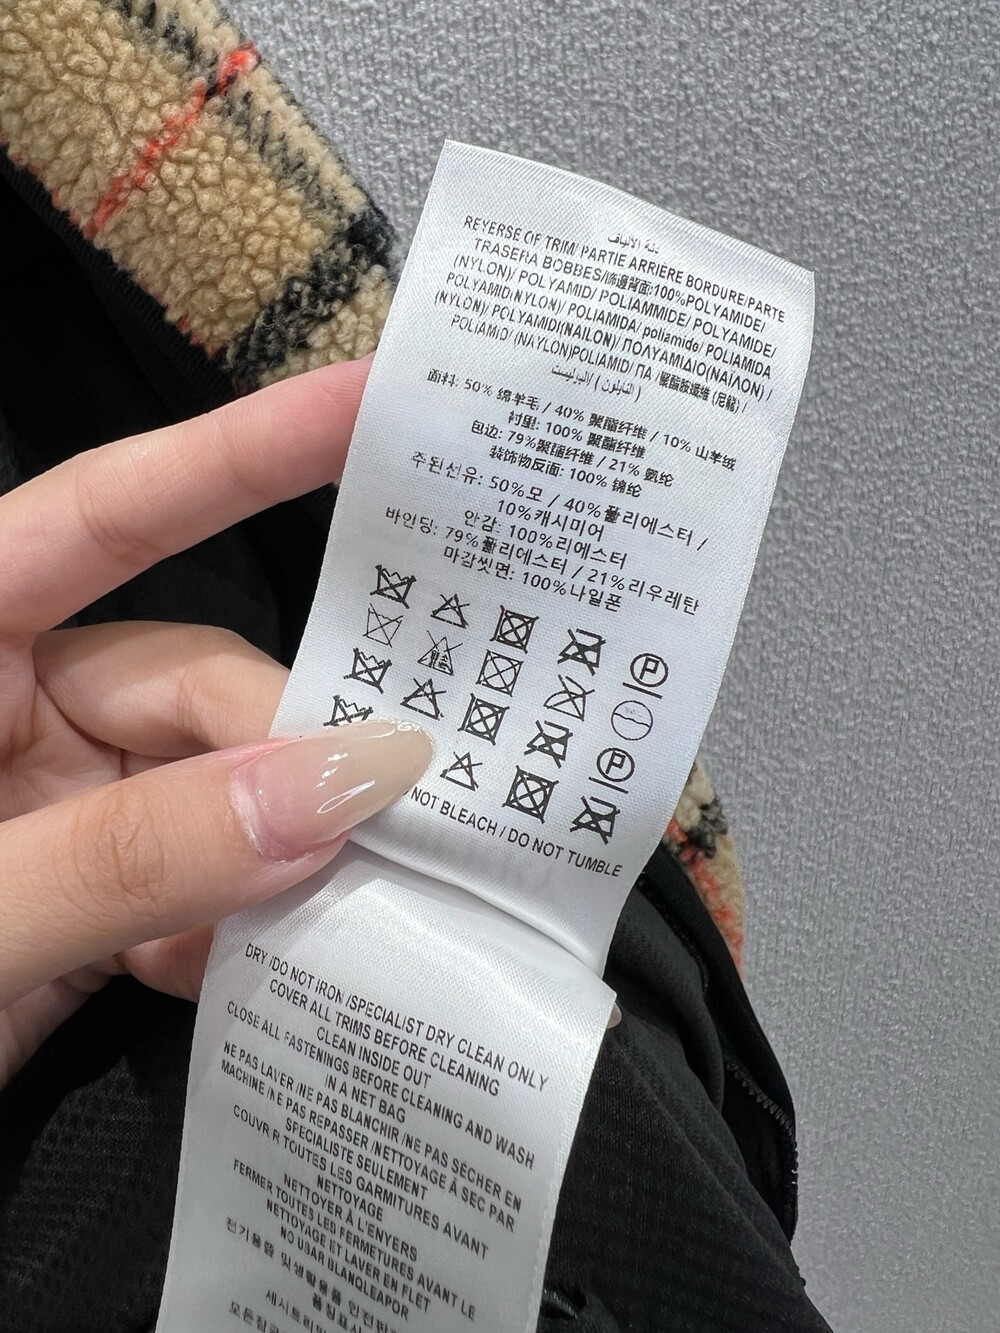 REVERSE OF TRIM/ PARTIE ARRIERE BORDURE/PARTE
TRASERA BOBBES/飾邊背面:100%POLYAMIDE/
(NYLON)/ POLYAMID/ POLIAMMIDE/ POLYAMIDE/
POLYAMID(NYLON)/ POLIAMIDA/ poliamide/ POLIAMIDA
(NYLON)/ POLYAMIDI(NAILON)/ ΠΟΛΥΑΜΙΔΙΟ(ΝΑΪΛΟΝ) /
POLIAMID (NAYLON)POLIAMID/ ПА /聚醯胺纖維 (尼龍) /
面料: 50% 绵羊毛 / 40% 聚酯纤维 / 10% 山羊绒
衬里: 100% 聚酯纤维
包边: 79%聚酯纤维 / 21% 氨纶
装饰物反面: 100% 锦纶
주된선유: 50%모 / 40%폴리에스터 /
10%캐시미어
안감: 100%리에스터
바인딩: 79%폴리에스터 / 21%리우레탄
마감씻면: 100%나일폰
P
P
NOT BLEACH / DO NOT TUMBLE
DRY /DO NOT IRON /SPECIALIST DRY CLEAN ONLY
COVER ALL TRIMS BEFORE CLEANING
CLEAN INSIDE OUT
CLOSE ALL FASTENINGS BEFORE CLEANING AND WASH
IN A NET BAG
NE PAS LAVER /NE PAS BLANCHIR /NE PAS SÉCHER EN
MACHINE /NE PAS REPASSER /NETTOYAGE À SEC PAR
SPÉCIALISTE SEULEMENT
COUVR R TOUTES LES GARMITURES AVANT
NETTOYAGE
NETTOYER À L'ENYERS
FERMER TOUTES LES FERMETURES AVANT LE
NETTOYAGE ET LAVER EN FLET
NO USAR BLANQLEAPOR